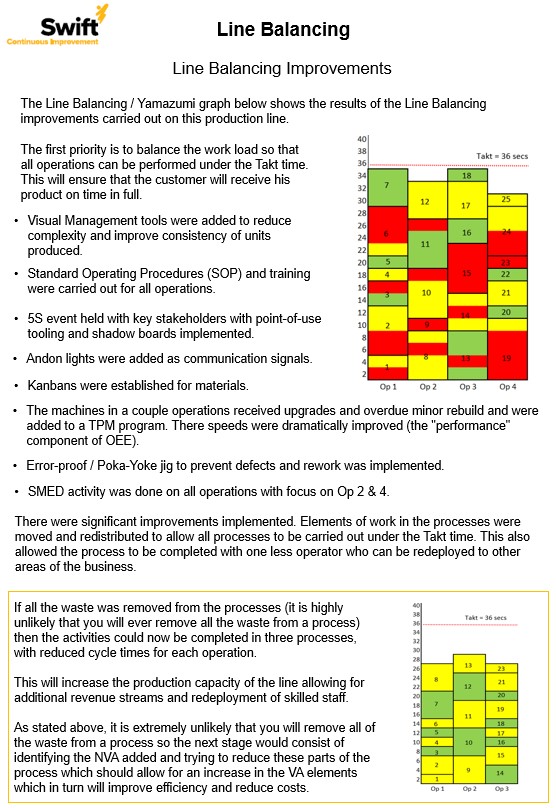 Swift
Continuous Improvement
Line Balancing
Line Balancing Improvements
The Line Balancing / Yamazumi graph below shows the results of the Line Balancing
improvements carried out on this production line.
The first priority is to balance the work load so that
all operations can be performed under the Takt time.
This will ensure that the customer will receive his
product on time in full.
• Visual Management tools were added to reduce
complexity and improve consistency of units
produced.
• Standard Operating Procedures (SOP) and training
were carried out for all operations.
• 5S event held with key stakeholders with point-of-use
tooling and shadow boards implemented.
• Andon lights were added as communication signals.
• Kanbans were established for materials.
40
38
36
34
32
30
28
26
24
22
20
18
16
14
12
10
8
6
4
2
Takt = 36 secs
7
6
5
4
3
2
1
12
11
10
9
8
18
17
16
15
14
13
25
24
23
22
21
20
19
Op 1 Op 2 Op 3 Op 4
• The machines in a couple operations received upgrades and overdue minor rebuild and were
added to a TPM program. There speeds were dramatically improved (the "performance"
component of OEE).
• Error-proof / Poka-Yoke jig to prevent defects and rework was implemented.
• SMED activity was done on all operations with focus on Op 2 & 4.
There were significant improvements implemented. Elements of work in the processes were
moved and redistributed to allow all processes to be carried out under the Takt time. This also
allowed the process to be completed with one less operator who can be redeployed to other
areas of the business.
If all the waste was removed from the processes (it is highly
unlikely that you will ever remove all the waste from a process)
then the activities could now be completed in three processes,
with reduced cycle times for each operation.
This will increase the production capacity of the line allowing for
additional revenue streams and redeployment of skilled staff.
As stated above, it is extremely unlikely that you will remove all of
the waste from a process so the next stage would consist of
identifying the NVA added and trying to reduce these parts of the
process which should allow for an increase in the VA elements
which in turn will improve efficiency and reduce costs.
40
38
36
34
32
30
28
26
24
22
20
18
16
14
12
10
8
6
4
2
Takt = 36 secs
8
7
6
5
4
3
2
1
13
12
11
10
9
23
21
20
19
18
17
16
15
14
Op 1 Op 2 Op 3